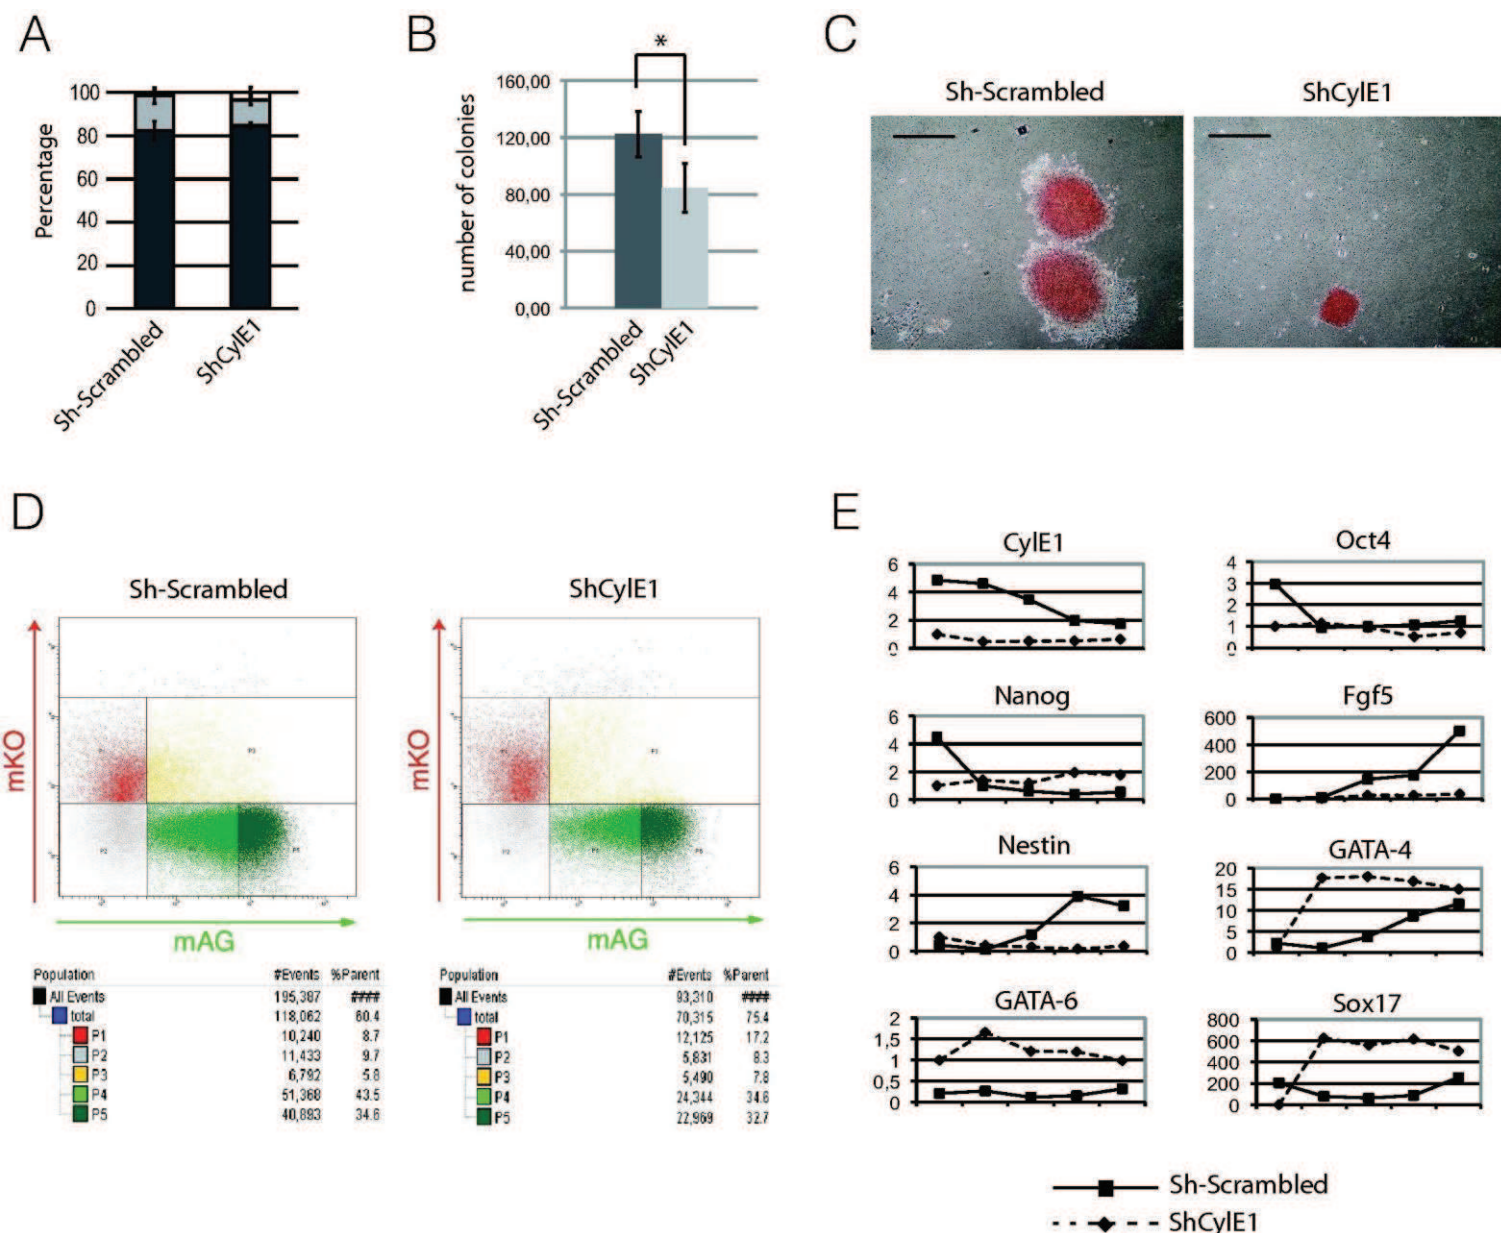 A
B
C
100
80
60
40
20
0
Percentage
Sh-Scrambled
ShCylE1
*
160,00
120,00
80,00
40,00
0,00
number of colonies
Sh-Scrambled
ShCylE1
Sh-Scrambled
ShCylE1
D
E
Sh-Scrambled
ShCylE1
mKO
mAG
P3
P2
P5
mKO
mAG
P2
Population #Events %Parent
All Events 195,387 ####
total 118,062 60.4
P1 10,240 8.7
P2 11,433 9.7
P3 6,792 5.8
P4 51,368 43.5
P5 40,893 34.6
Population #Events %Parent
All Events 93,310 ####
total 70,315 75.4
P1 12,125 17.2
P2 5,831 8.3
P3 5,490 7.8
P4 24,344 34.6
P5 22,969 32.7
CylE1
6
4
2
0
Oct4
4
3
2
1
0
Nanog
6
4
2
0
Fgf5
600
400
200
0
Nestin
6
4
2
0
GATA-4
20
15
10
5
0
GATA-6
2
1,5
1
0,5
0
Sox17
800
600
400
200
0
Sh-Scrambled
ShCylE1